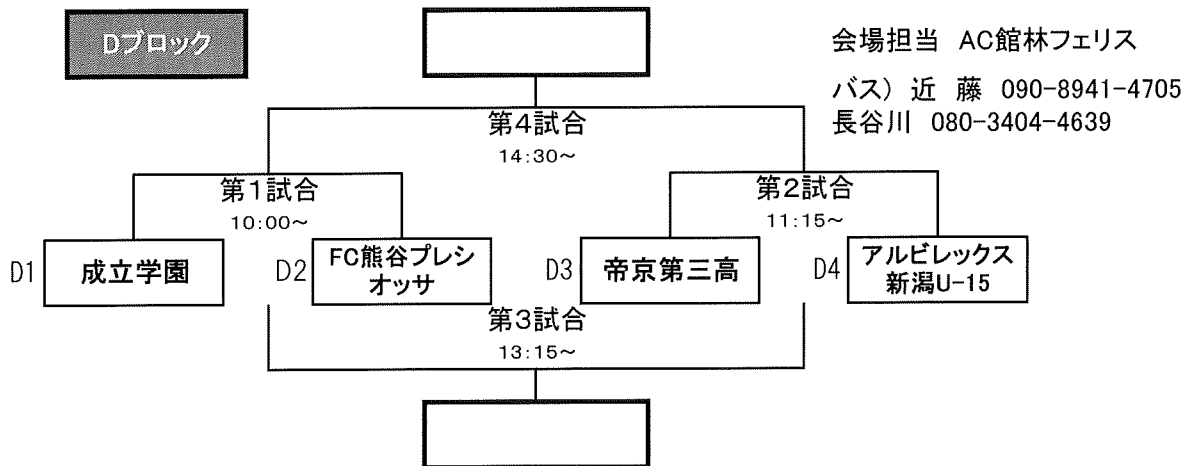 Dブロック
会場担当 AC館林フェリス
バス) 近 藤 090-8941-4705
長谷川 080-3404-4639
第4試合
14:30~
第1試合
10:00~
第2試合
11:15~
D1
成立学園
D2
FC熊谷プレシ
オッサ
D3
帝京第三高
D4
アルビレックス
新潟U-15
第3試合
13:15~